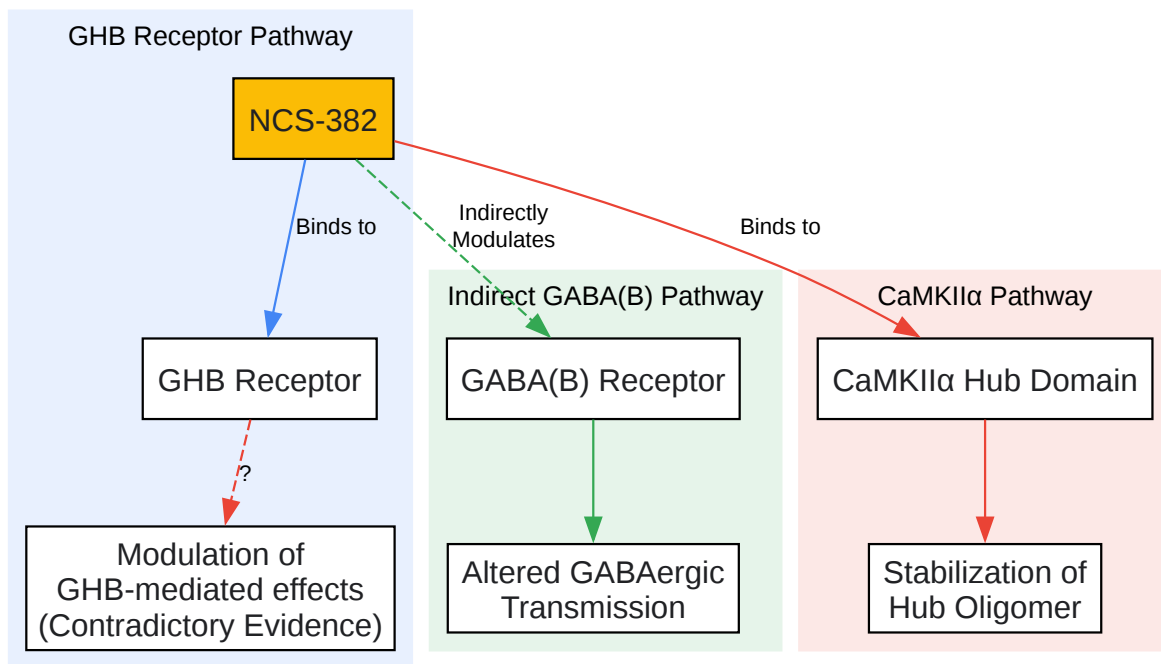 GHB Receptor Pathway
NCS-382
Binds to
Indirectly
Modulates
Binds to
Indirect GABA(B) Pathway
CaMKIIα Pathway
GHB Receptor
GABA(B) Receptor
CaMKIIα Hub Domain
?
Modulation of
GHB-mediated effects
(Contradictory Evidence)
Altered GABAergic
Transmission
Stabilization of
Hub Oligomer